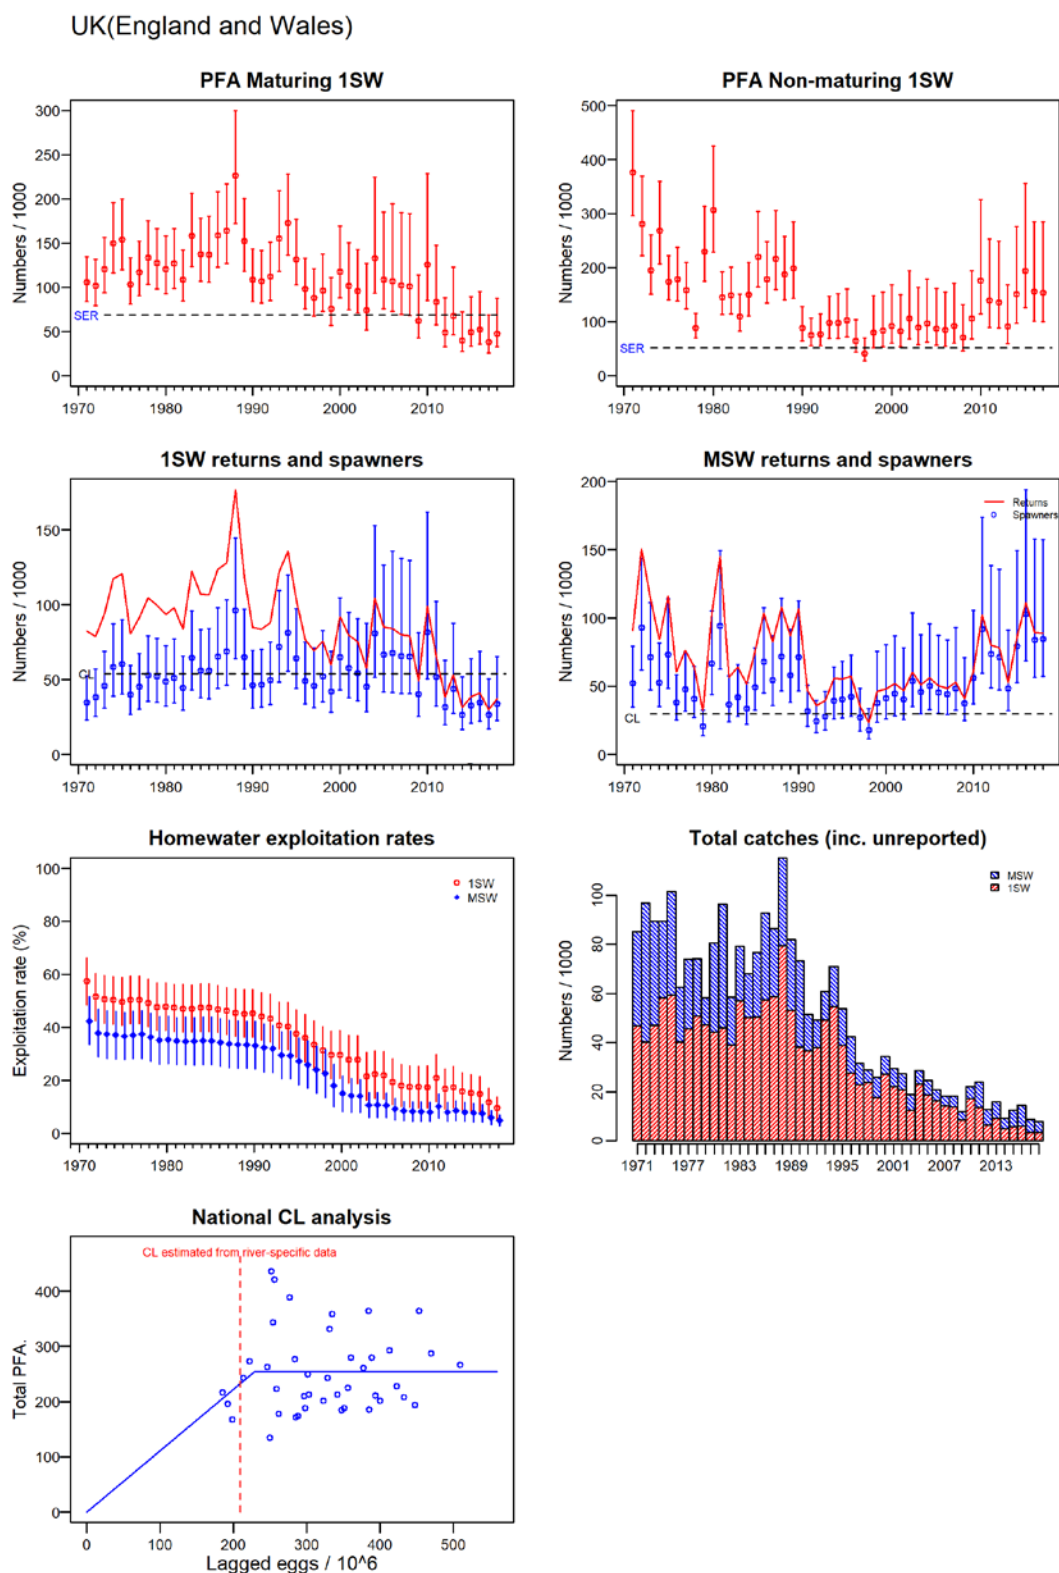 UK(England and Wales)
PFA Maturing 1SW
Numbers / 1000
300
250
200
150
100
50
0
SER
1970 1980 1990 2000 2010
PFA Non-maturing 1SW
Numbers / 1000
500
400
300
200
100
0
SER
1970 1980 1990 2000 2010
1SW returns and spawners
Numbers / 1000
150
100
50
0
CL
1970 1980 1990 2000 2010
MSW returns and spawners
Numbers / 1000
200
150
100
50
0
CL
Returns
Spawners
1970 1980 1990 2000 2010
Homewater exploitation rates
Exploitation rate (%)
100
80
60
40
20
0
1SW
MSW
1970 1980 1990 2000 2010
Total catches (inc. unreported)
Numbers / 1000
100
80
60
40
20
0
MSW
1SW
1971 1977 1983 1989 1995 2001 2007 2013
National CL analysis
CL estimated from river-specific data
Total PFA.
400
300
200
100
0
0 100 200 300 400 500
Lagged eggs / 10^6